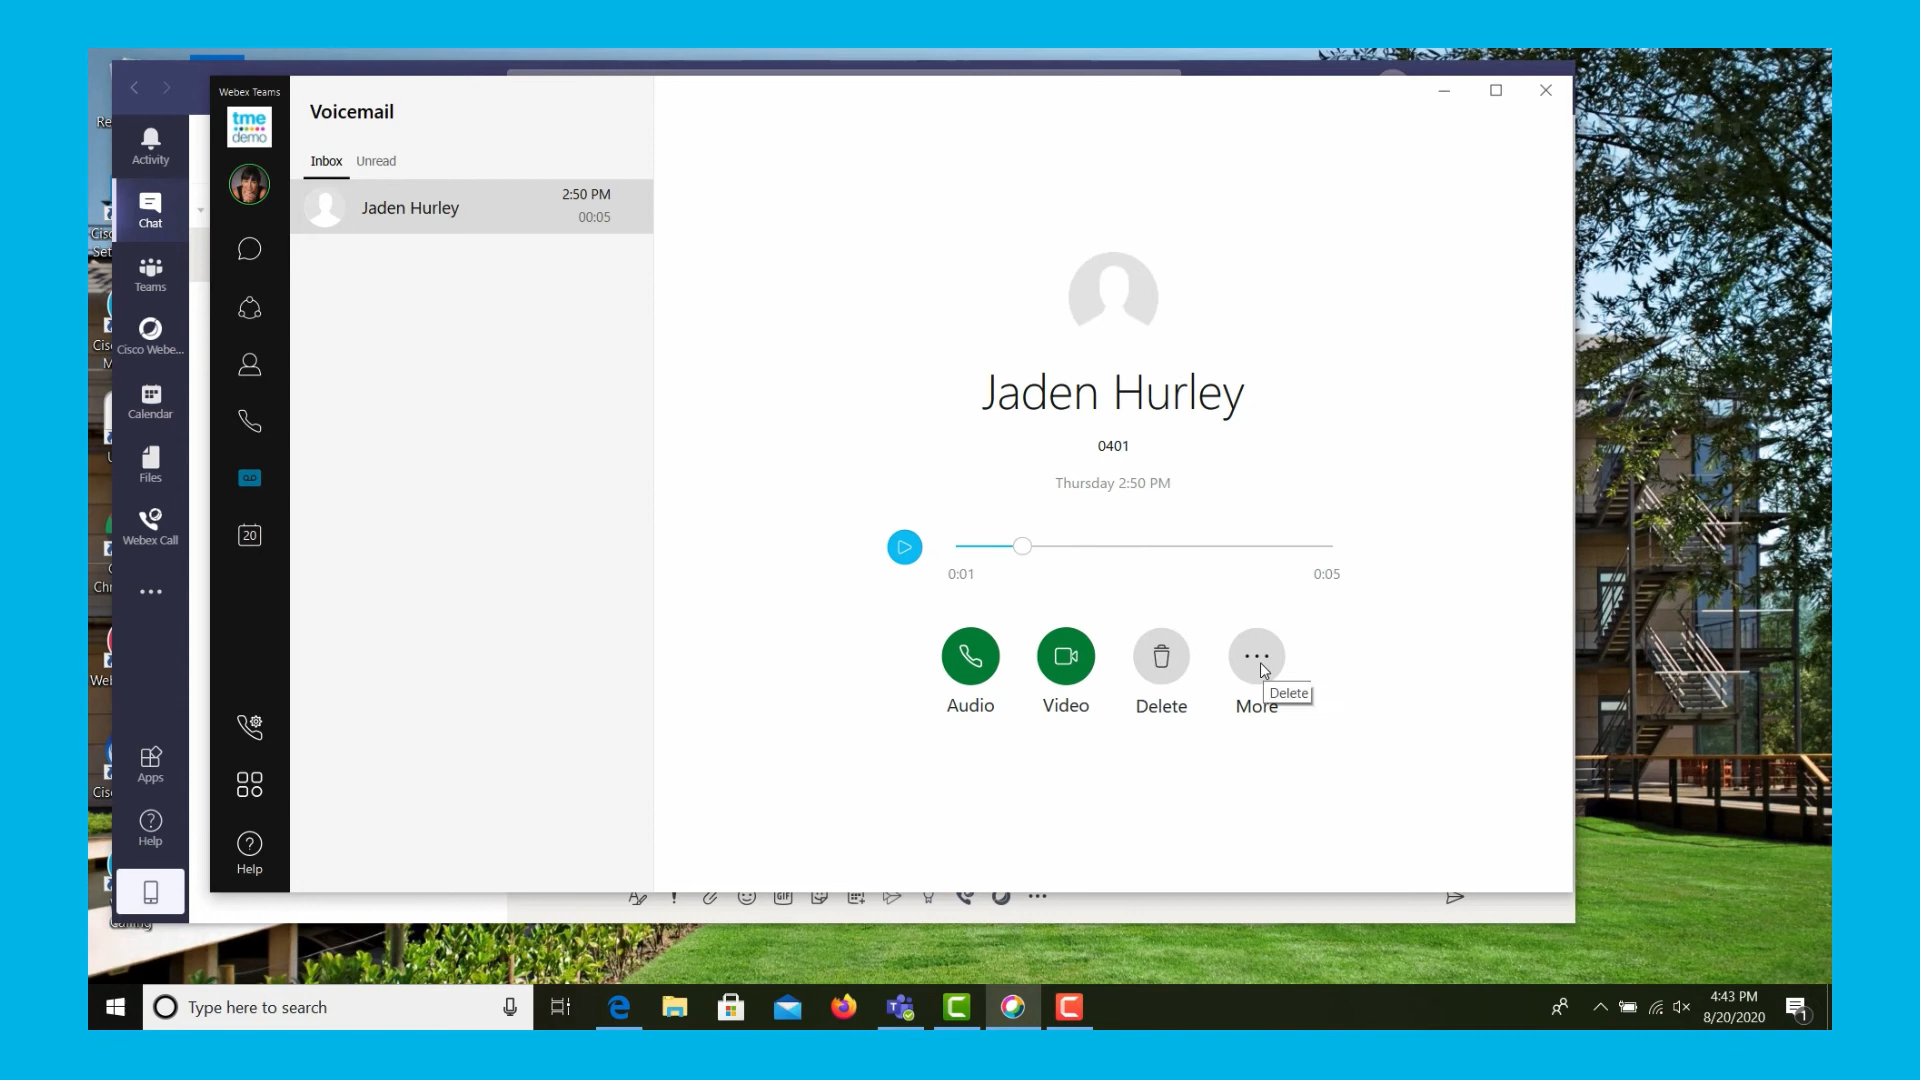 Webex Teams
tme
demo
Voicemail
Inbox
Unread
Jaden Hurley
2:50 PM
00:05
Activity
Chat
Teams
Cisco Webe...
Calendar
Files
Webex Call
Apps
Help
20
Help
Jaden Hurley
0401
Thursday 2:50 PM
0:01
0:05
Audio
Video
Delete
More
Delete
GIF
Type here to search
4:43 PM
8/20/2020
1